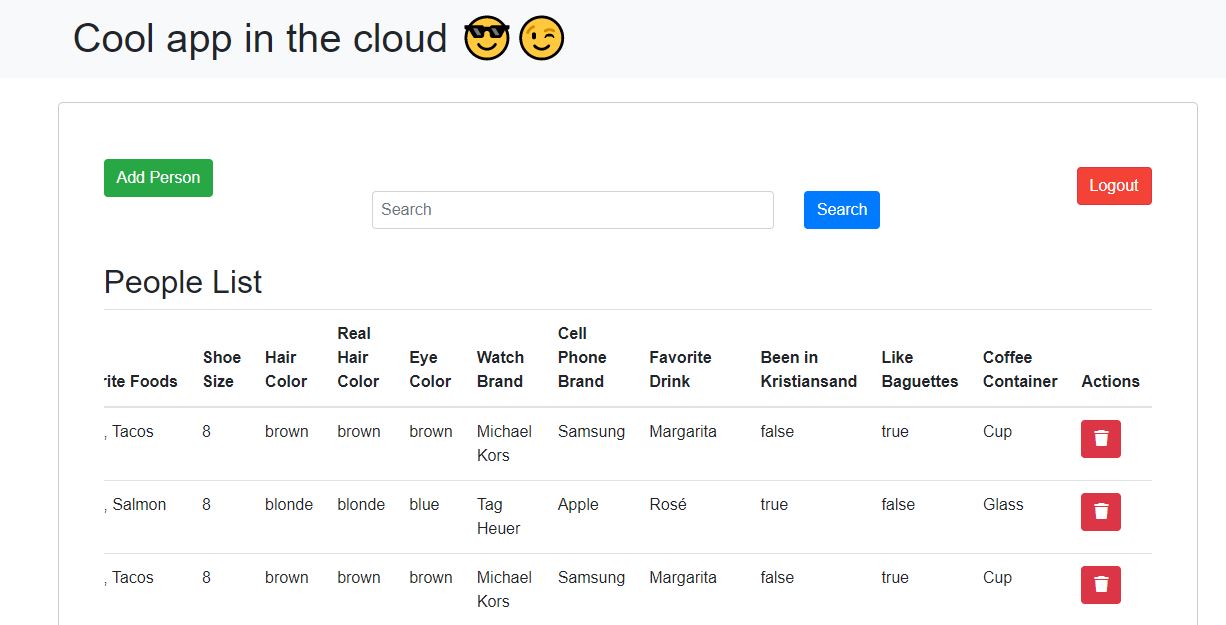 Cool app in the cloud 😎😉
Add Person
Logout
Search
Search
People List
Real
Cell
Shoe Hair Hair Eye Watch Phone Favorite Been in Like Coffee
rite Foods Size Color Color Color Brand Brand Drink Kristiansand Baguettes Container Actions
, Tacos 8 brown brown brown Michael Samsung Margarita false true Cup
Kors
, Salmon 8 blonde blonde blue Tag Apple Rosé true false Glass
Heuer
, Tacos 8 brown brown brown Michael Samsung Margarita false true Cup
Kors